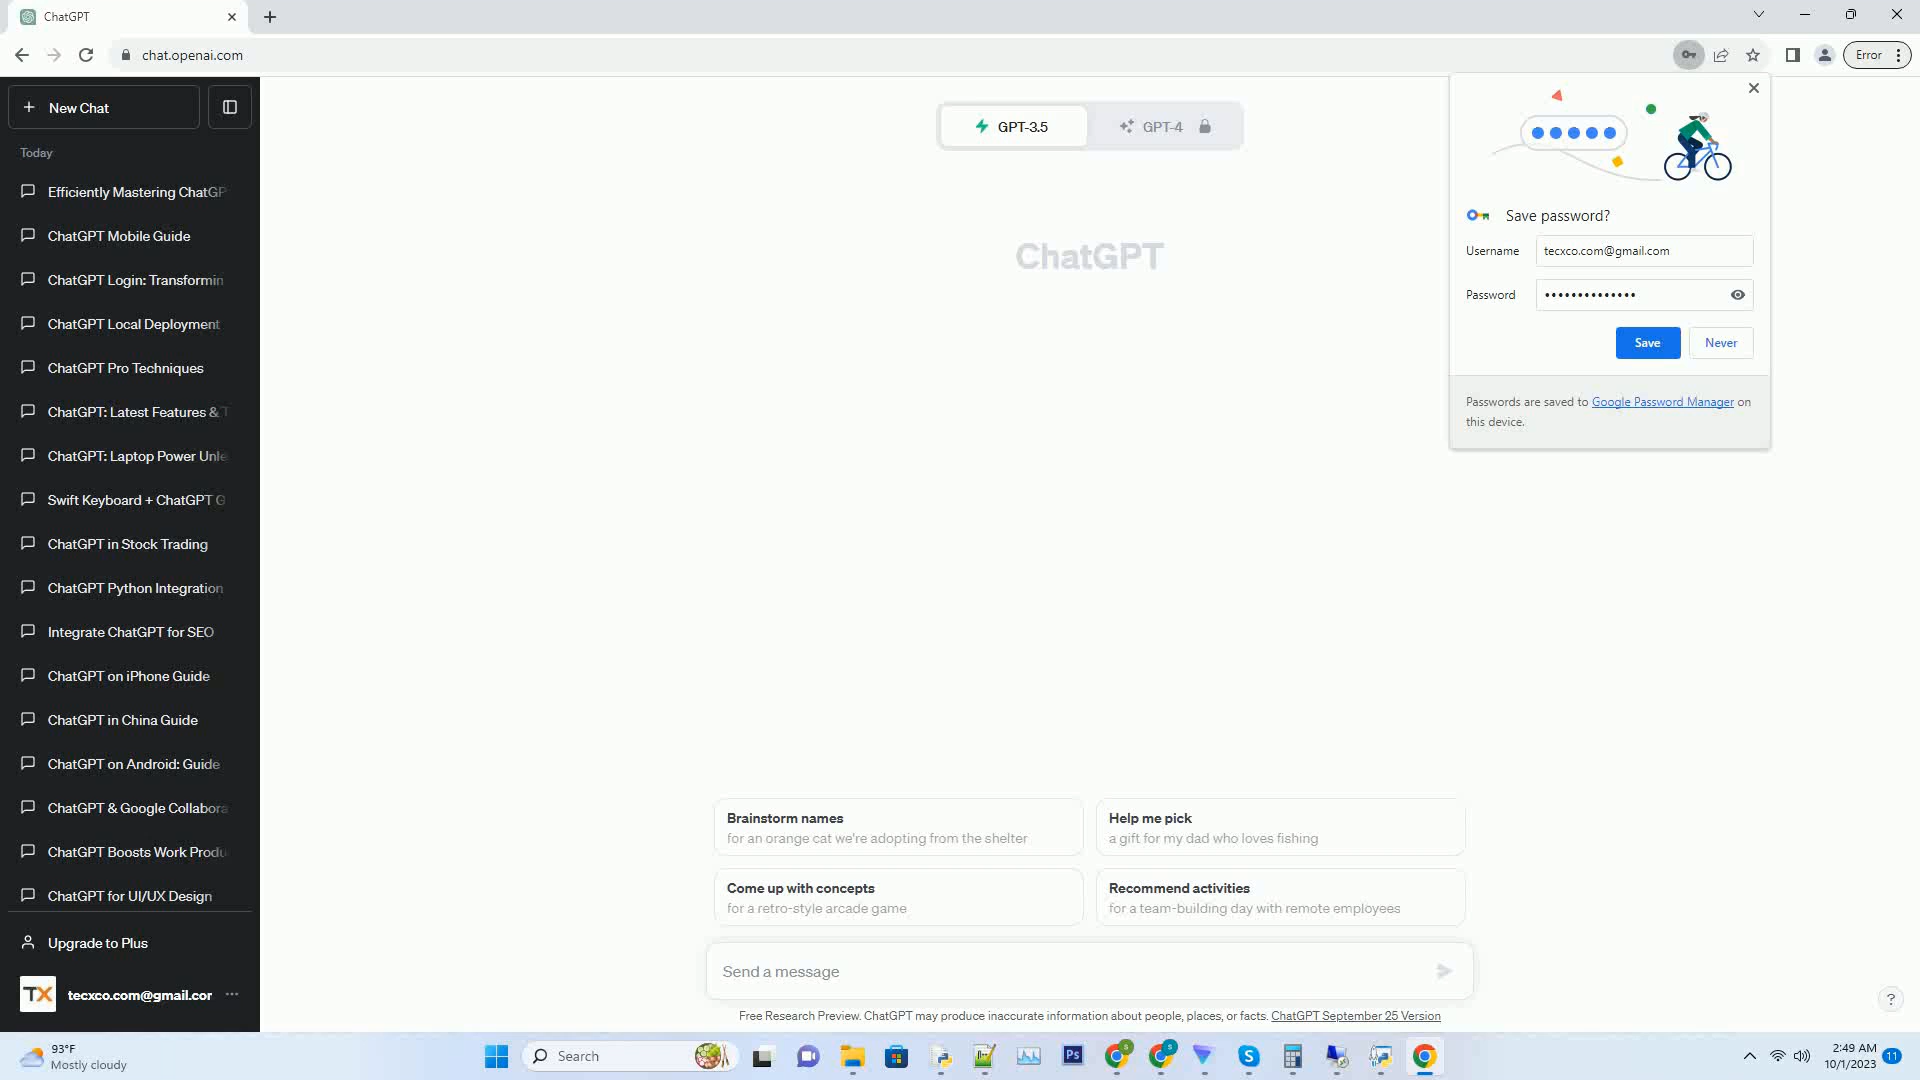 ChatGPT
chat.openai.com
Error
New Chat
Today
Efficiently Mastering ChatGP
ChatGPT Mobile Guide
ChatGPT Login: Transformin
ChatGPT Local Deployment
ChatGPT Pro Techniques
ChatGPT: Latest Features & T
ChatGPT: Laptop Power Unle
Swift Keyboard + ChatGPT G
ChatGPT in Stock Trading
ChatGPT Python Integration
Integrate ChatGPT for SEO
ChatGPT on iPhone Guide
ChatGPT in China Guide
ChatGPT on Android: Guide
ChatGPT & Google Collabora
ChatGPT Boosts Work Produ
ChatGPT for UI/UX Design
Upgrade to Plus
TX
tecxco.com@gmail.cor
GPT-3.5
GPT-4
ChatGPT
Save password?
Username
tecxco.com@gmail.com
Password
••••••••••••••
Save
Never
Passwords are saved to Google Password Manager on
this device.
Brainstorm names
for an orange cat we're adopting from the shelter
Help me pick
a gift for my dad who loves fishing
Come up with concepts
for a retro-style arcade game
Recommend activities
for a team-building day with remote employees
Send a message
Free Research Preview. ChatGPT may produce inaccurate information about people, places, or facts. ChatGPT September 25 Version
?
93°F
Mostly cloudy
Search
Ps
S
S
S
2:49 AM
10/1/2023
11